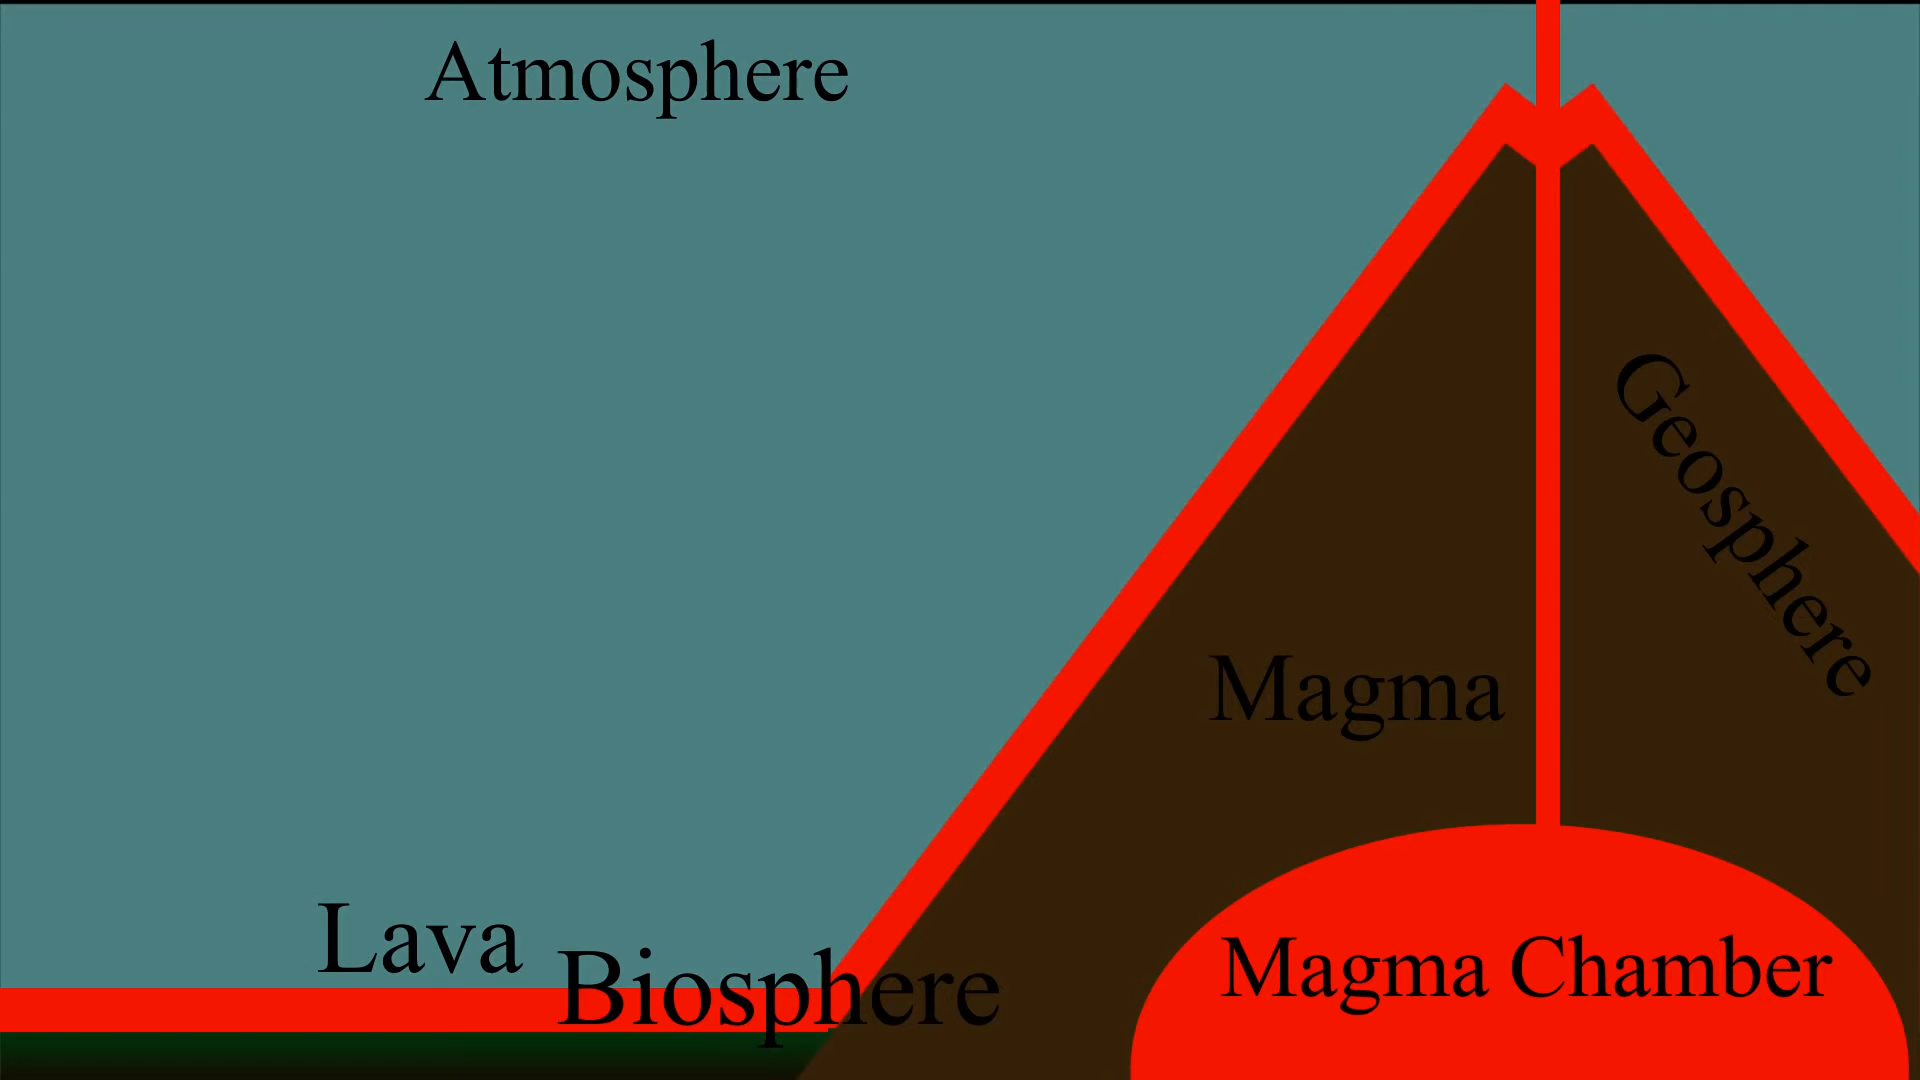 Atmosphere
Geosphere
Magma
Lava
Biosphere
Magma Chamber